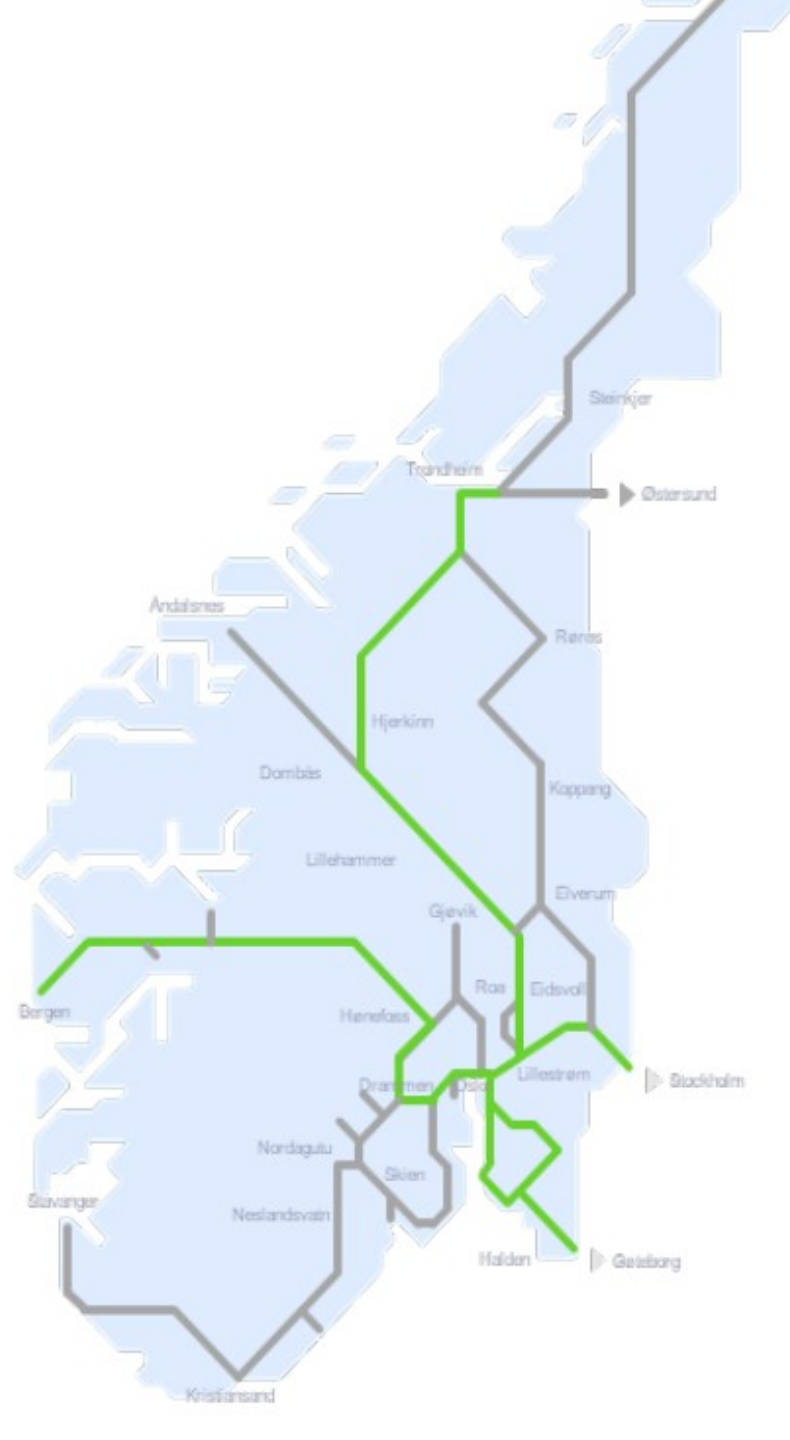 Steinkjer
Trondheim
Østersund
Åndalsnes
Røros
Hjerkinn
Dombås
Koppang
Lillehammer
Elverum
Gjøvik
Roa
Eidsvoll
Bergen
Hønefoss
Lillestrøm
Stockholm
Drammen
Oslo
Nordagutu
Skien
Stavanger
Neslandsvatn
Halden
Gøteborg
Kristiansand